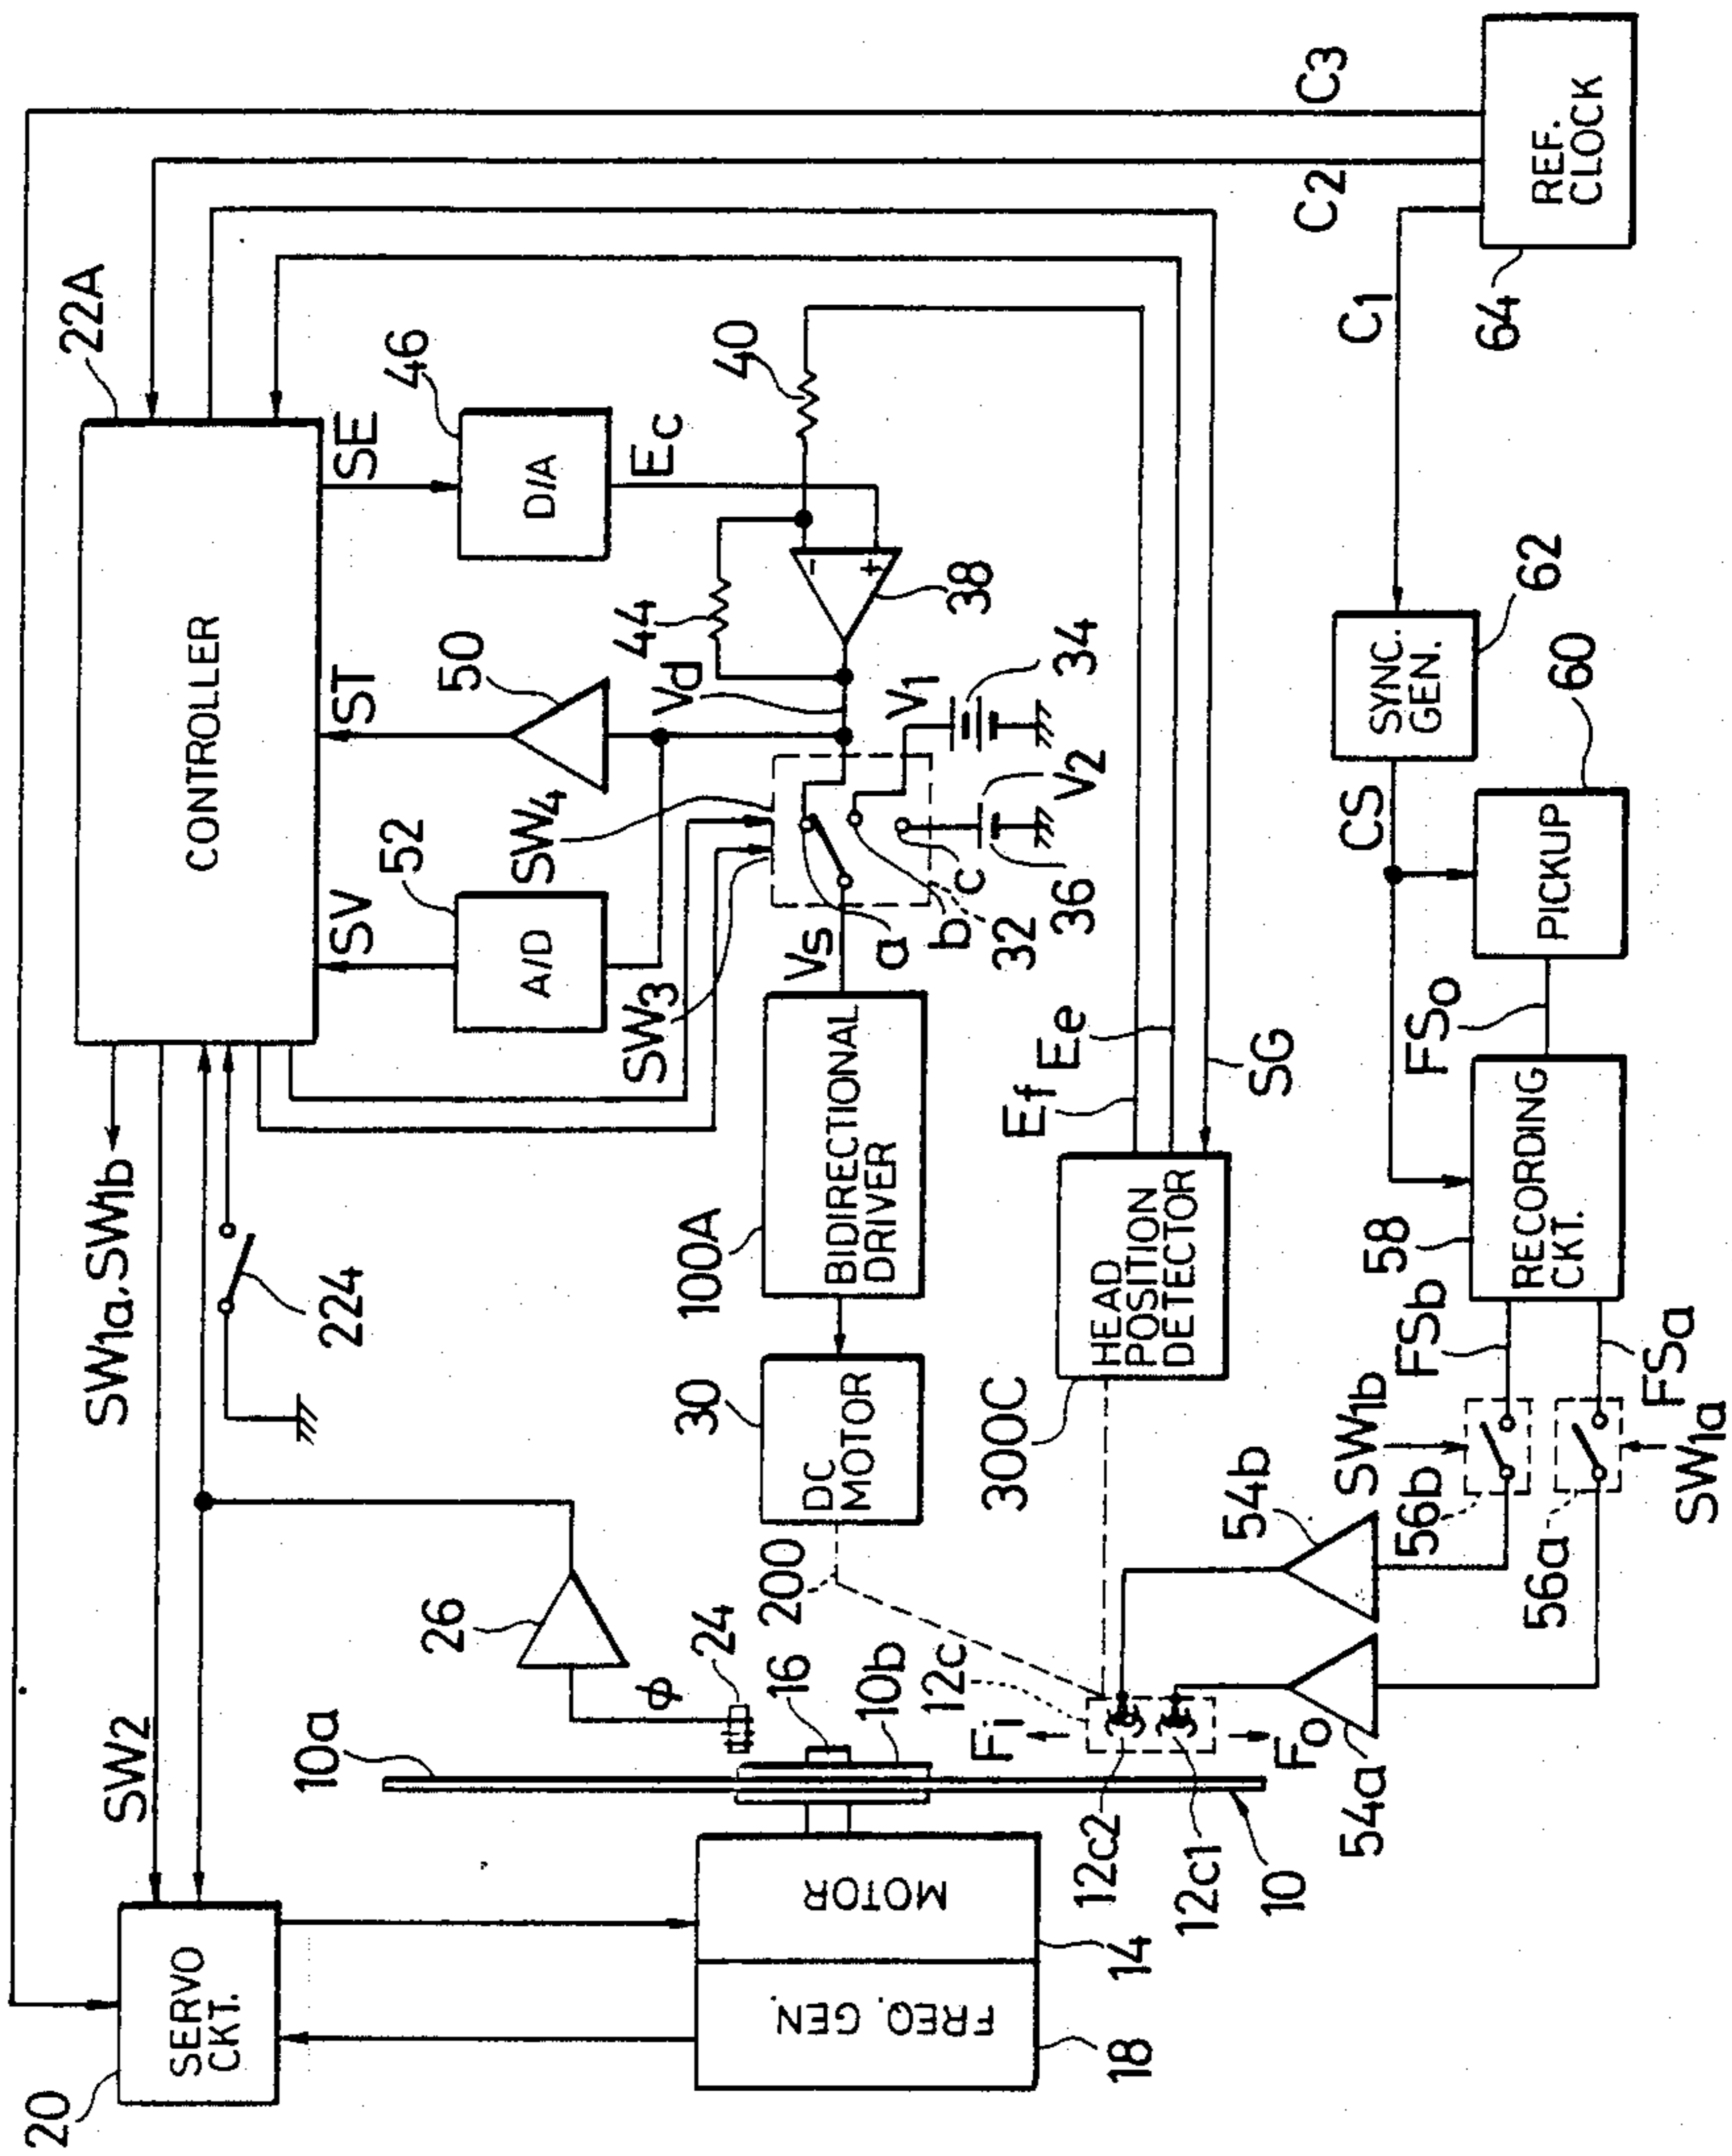 20
SERVO
CKT.
SW2
SW1a, SW1b
224
CONTROLLER
22A
10a
26
φ
24
SV
52
A/D
ST
50
SE
46
D/A
Ec
SW3
SW4
44
Vd
40
38
FREQ. GEN.
18
MOTOR
14
16
10b
200
30
DC
MOTOR
100A
BIDIRECTIONAL
DRIVER
Vs
a
b
c
32
36
V2
V1
34
12c
Fi
Fo
12c2
12c1
10
300C
HEAD
POSITION
DETECTOR
Ef
Ee
SG
C2
C3
54b
54a
SW1b
56b
56a
SW1a
FSb
FSa
58
RECORDING
CKT.
FSo
PICKUP
60
CS
SYNC.
GEN.
62
C1
64
REF.
CLOCK